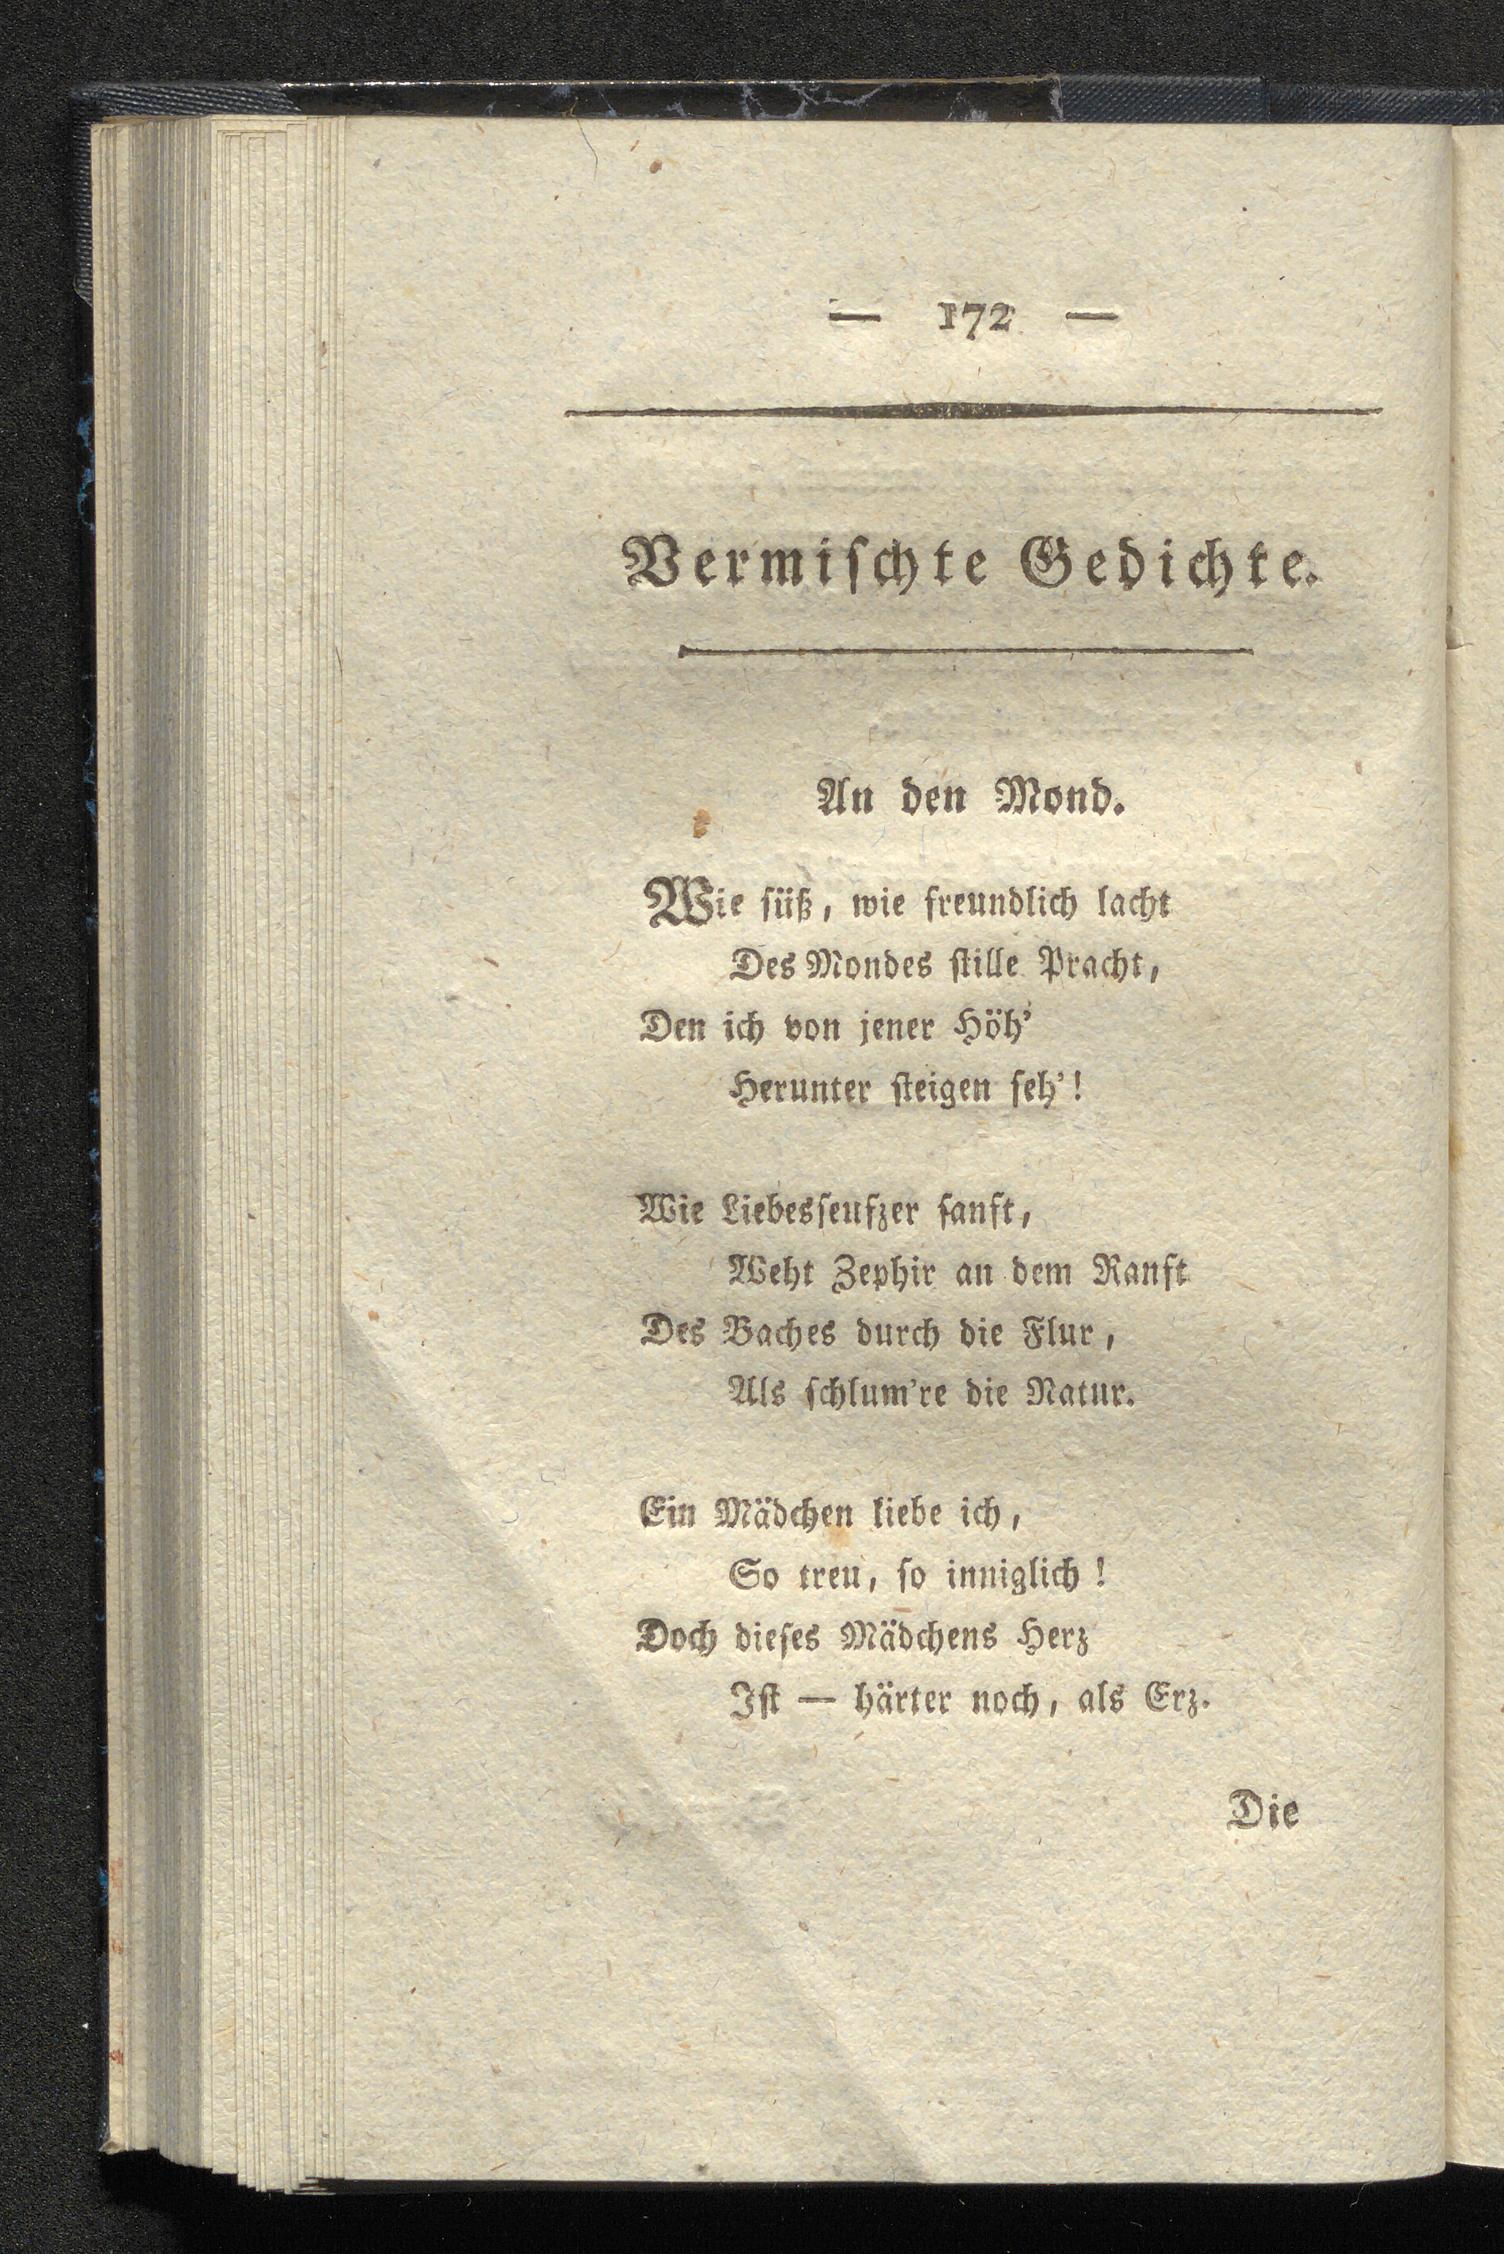 — 172 —
Vermiſchte Gedichte.
An den Mond.
Wie ſüß, wie freundlich lacht
Des Mondes ſtille Pracht,
Den ich von jener Höh'
Herunter ſteigen ſeh'!
Wie Liebesſeufzer ſanft,
Weht Zephir an dem Ranft
Des Baches durch die Flur,
Als ſchlum're die Natur.
Ein Mädchen liebe ich,
So treu, ſo inniglich!
Doch dieſes Mädchens Herz
Iſt — härter noch, als Erz.
Die